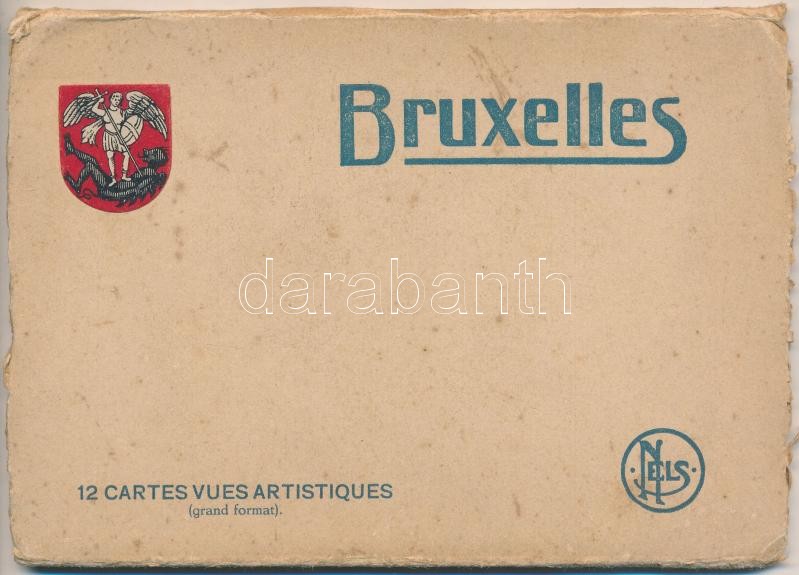 Bruxelles
darabanth
12 CARTES VUES ARTISTIQUES
(grand format).
NELS